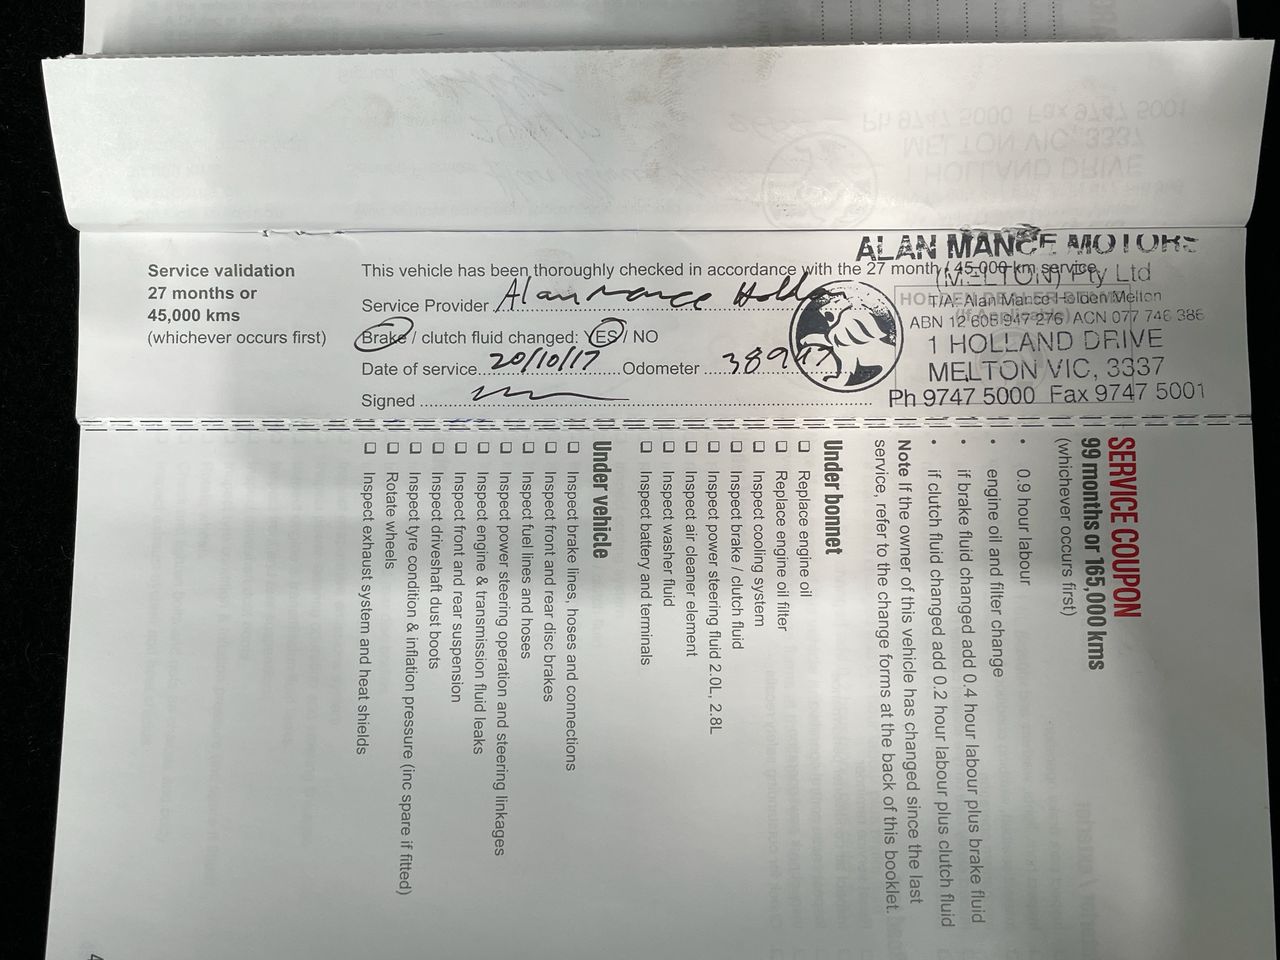 Service validation
27 months or
45,000 kms
(whichever occurs first)
This vehicle has been thoroughly checked in accordance with the 27 month / 45,000 km service.
Service Provider Alan Mance Holden
Brake / clutch fluid changed: YES / NO
Date of service 20/10/17 Odometer 38997
Signed
ALAN MANCE MOTORS
(MELTON) Pty Ltd
T/A Alan Mance Holden Melton
ABN 12 605 947 276 / ACN 077 746 386
1 HOLLAND DRIVE
MELTON VIC, 3337
Ph 9747 5000 Fax 9747 5001
SERVICE COUPON
99 months or 165,000 kms
(whichever occurs first)
• 0.9 hour labour
• engine oil and filter change
• if brake fluid changed add 0.4 hour labour plus brake fluid
• if clutch fluid changed add 0.2 hour labour plus clutch fluid
Note If the owner of this vehicle has changed since the last
service, refer to the change forms at the back of this booklet.
Under bonnet
❏ Replace engine oil
❏ Replace engine oil filter
❏ Inspect cooling system
❏ Inspect brake / clutch fluid
❏ Inspect power steering fluid 2.0L, 2.8L
❏ Inspect air cleaner element
❏ Inspect washer fluid
❏ Inspect battery and terminals
Under vehicle
❏ Inspect brake lines, hoses and connections
❏ Inspect front and rear disc brakes
❏ Inspect fuel lines and hoses
❏ Inspect power steering operation and steering linkages
❏ Inspect engine & transmission fluid leaks
❏ Inspect front and rear suspension
❏ Inspect driveshaft dust boots
❏ Inspect tyre condition & inflation pressure (inc spare if fitted)
❏ Rotate wheels
❏ Inspect exhaust system and heat shields